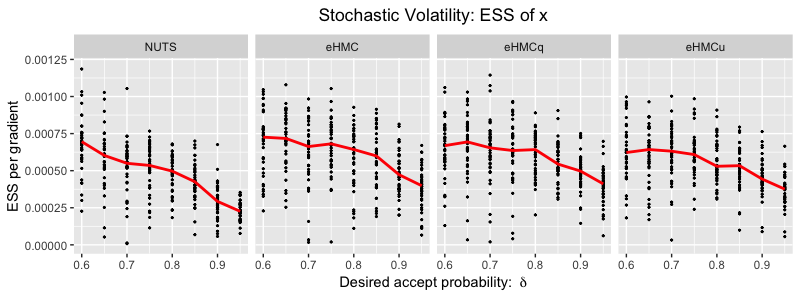 Stochastic Volatility: ESS of x
NUTS eHMC eHMCq eHMCu
ESS per gradient
0.00125
0.00100
0.00075
0.00050
0.00025
0.00000
0.6 0.7 0.8 0.9 0.6 0.7 0.8 0.9 0.6 0.7 0.8 0.9 0.6 0.7 0.8 0.9
Desired accept probability: δ